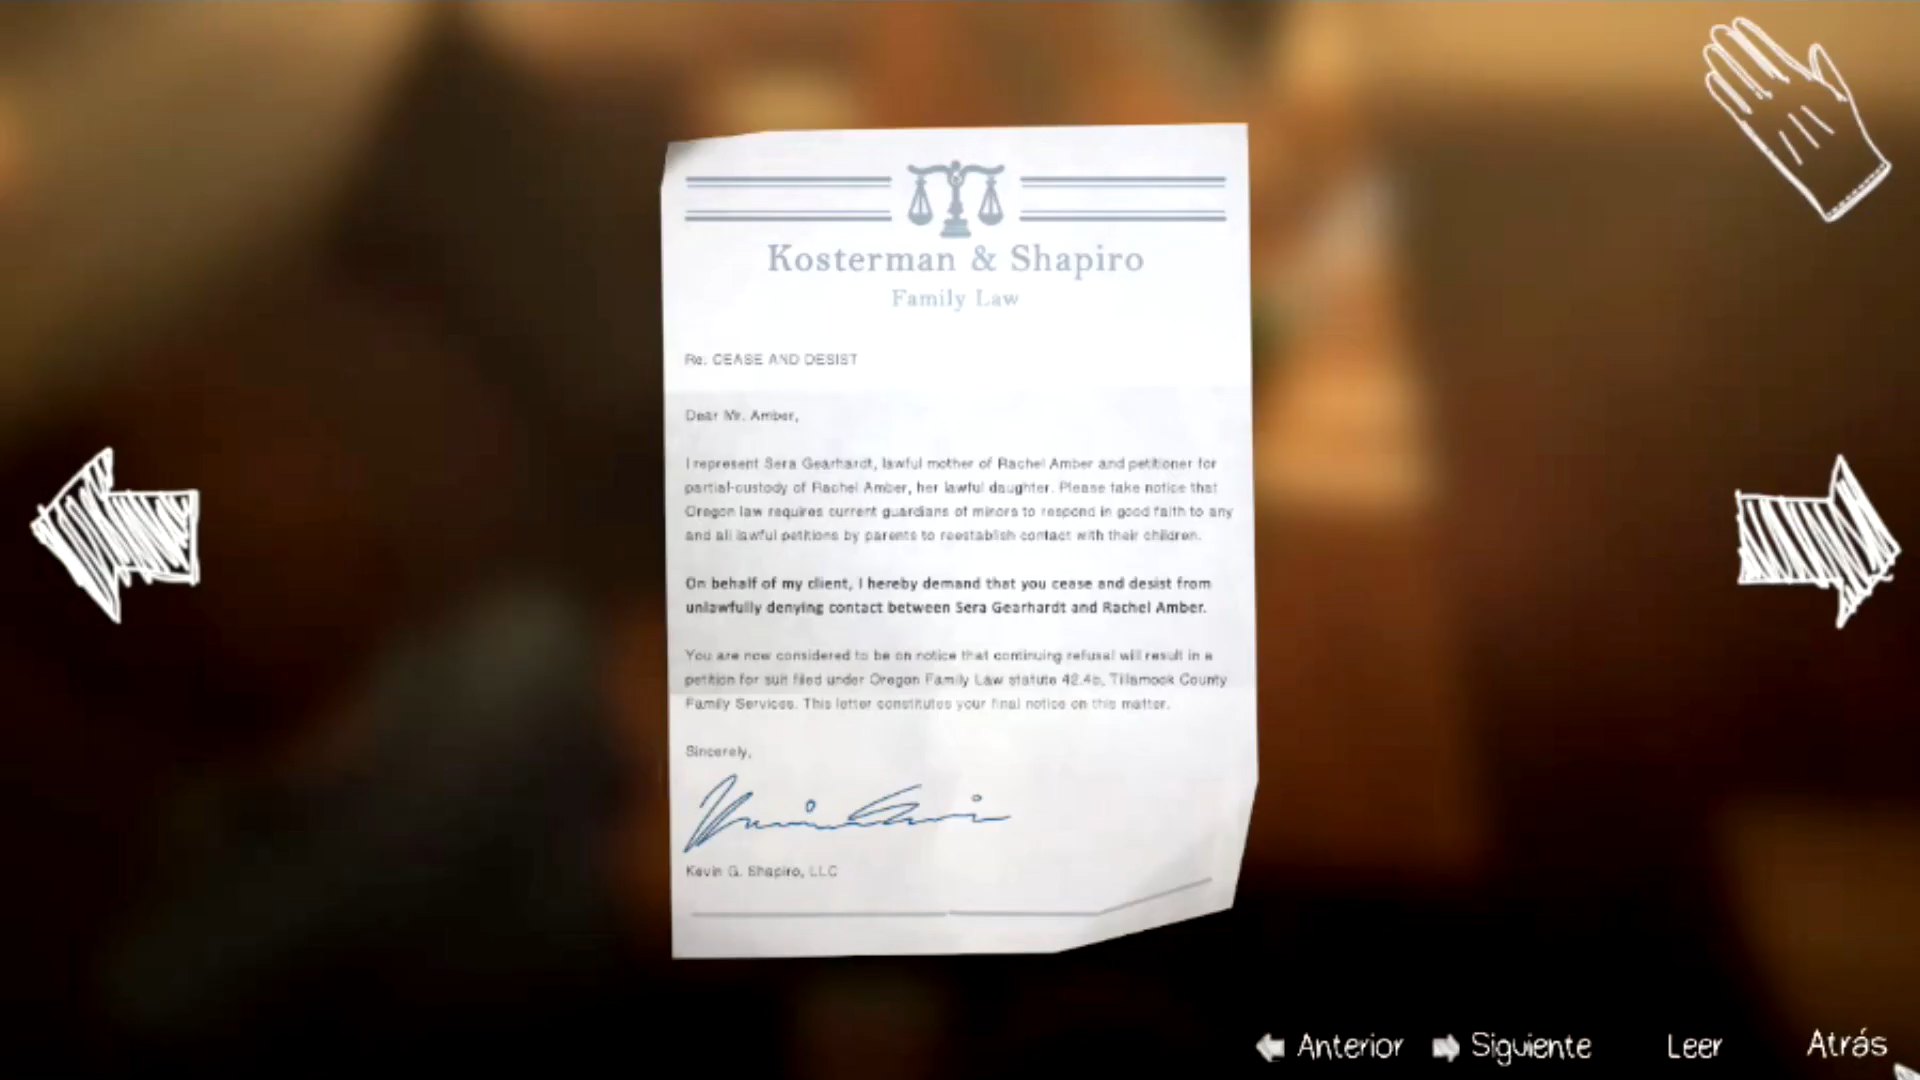 Kosterman & Shapiro
Family Law
Re: CEASE AND DESIST
Dear Mr. Amber,
I represent Sera Gearhardt, lawful mother of Rachel Amber and petitioner for
partial-custody of Rachel Amber, her lawful daughter. Please take notice that
Oregon law requires current guardians of minors to respond in good faith to any
and all lawful petitions by parents to reestablish contact with their children.
On behalf of my client, I hereby demand that you cease and desist from
unlawfully denying contact between Sera Gearhardt and Rachel Amber.
You are now considered to be on notice that continuing refusal will result in a
petition for suit filed under Oregon Family Law statute 42.4b, Tillamook County
Family Services. This letter constitutes your final notice on this matter.
Sincerely,
Kevin G. Shapiro, LLC
Anterior Siguiente Leer Atrás